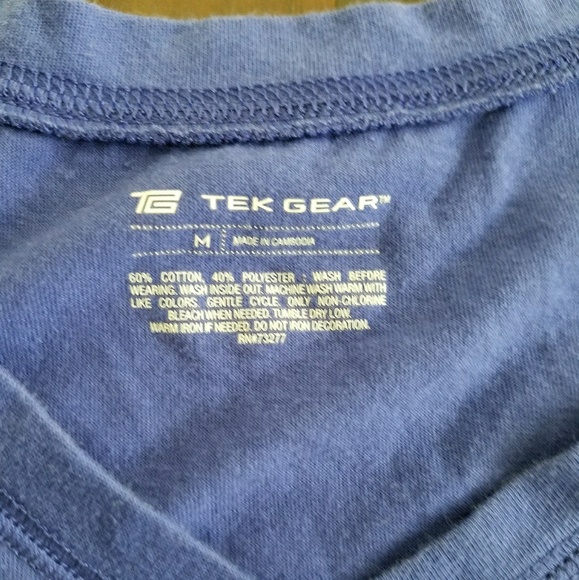 TG TEK GEAR™
M MADE IN CAMBODIA
60% COTTON, 40% POLYESTER : WASH BEFORE
WEARING. WASH INSIDE OUT. MACHINE WASH WARM WITH
LIKE COLORS. GENTLE CYCLE. ONLY NON-CHLORINE
BLEACH WHEN NEEDED. TUMBLE DRY LOW.
WARM IRON IF NEEDED. DO NOT IRON DECORATION.
RN#73277